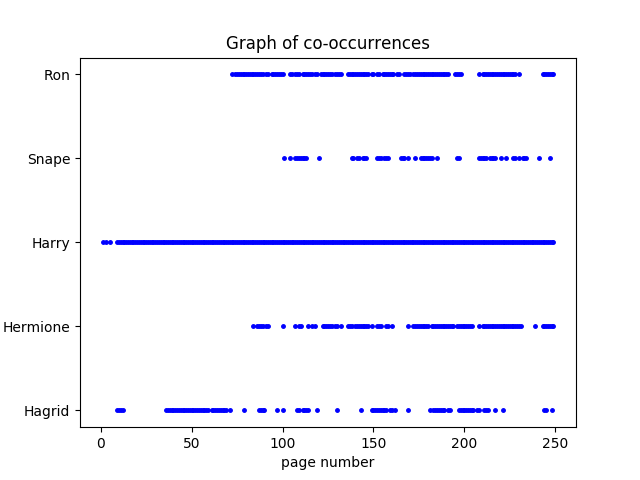 Graph of co-occurrences
Ron
Snape
Harry
Hermione
Hagrid
0 50 100 150 200 250
page number